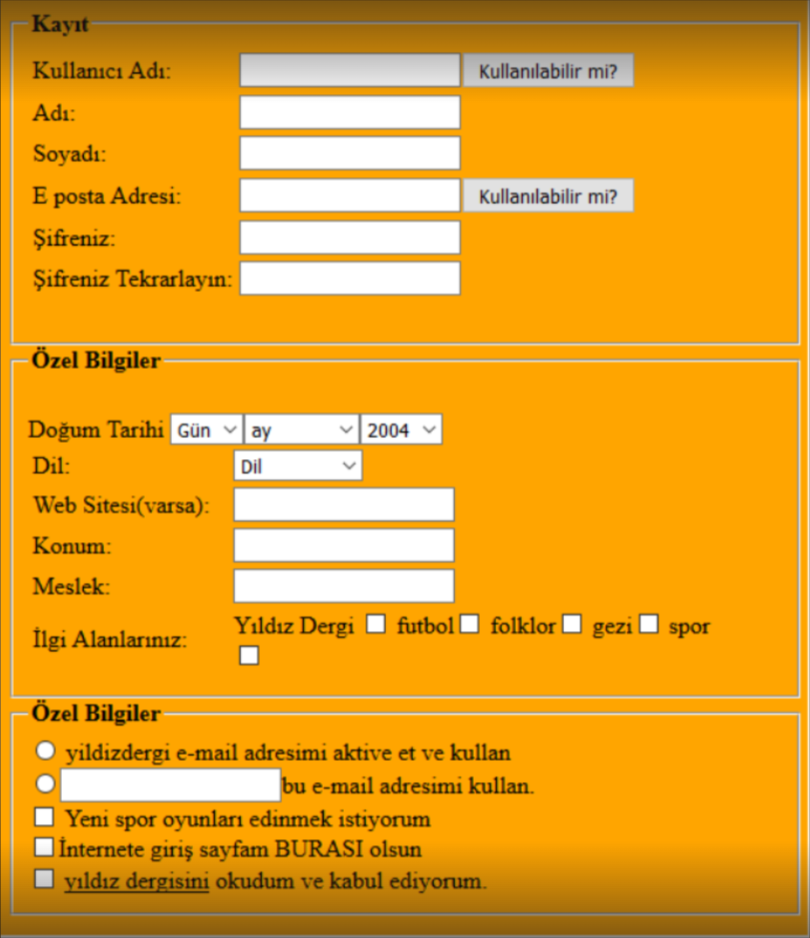 Kayıt
Kullanıcı Adı: Kullanılabilir mi?
Adı:
Soyadı:
E posta Adresi: Kullanılabilir mi?
Şifreniz:
Şifreniz Tekrarlayın:
Özel Bilgiler
Doğum Tarihi Gün ay 2004
Dil: Dil
Web Sitesi(varsa):
Konum:
Meslek:
İlgi Alanlarınız: Yıldız Dergi futbol folklor gezi spor
Özel Bilgiler
yildizdergi e-mail adresimi aktive et ve kullan
bu e-mail adresimi kullan.
Yeni spor oyunları edinmek istiyorum
İnternete giriş sayfam BURASI olsun
yıldız dergisini okudum ve kabul ediyorum.